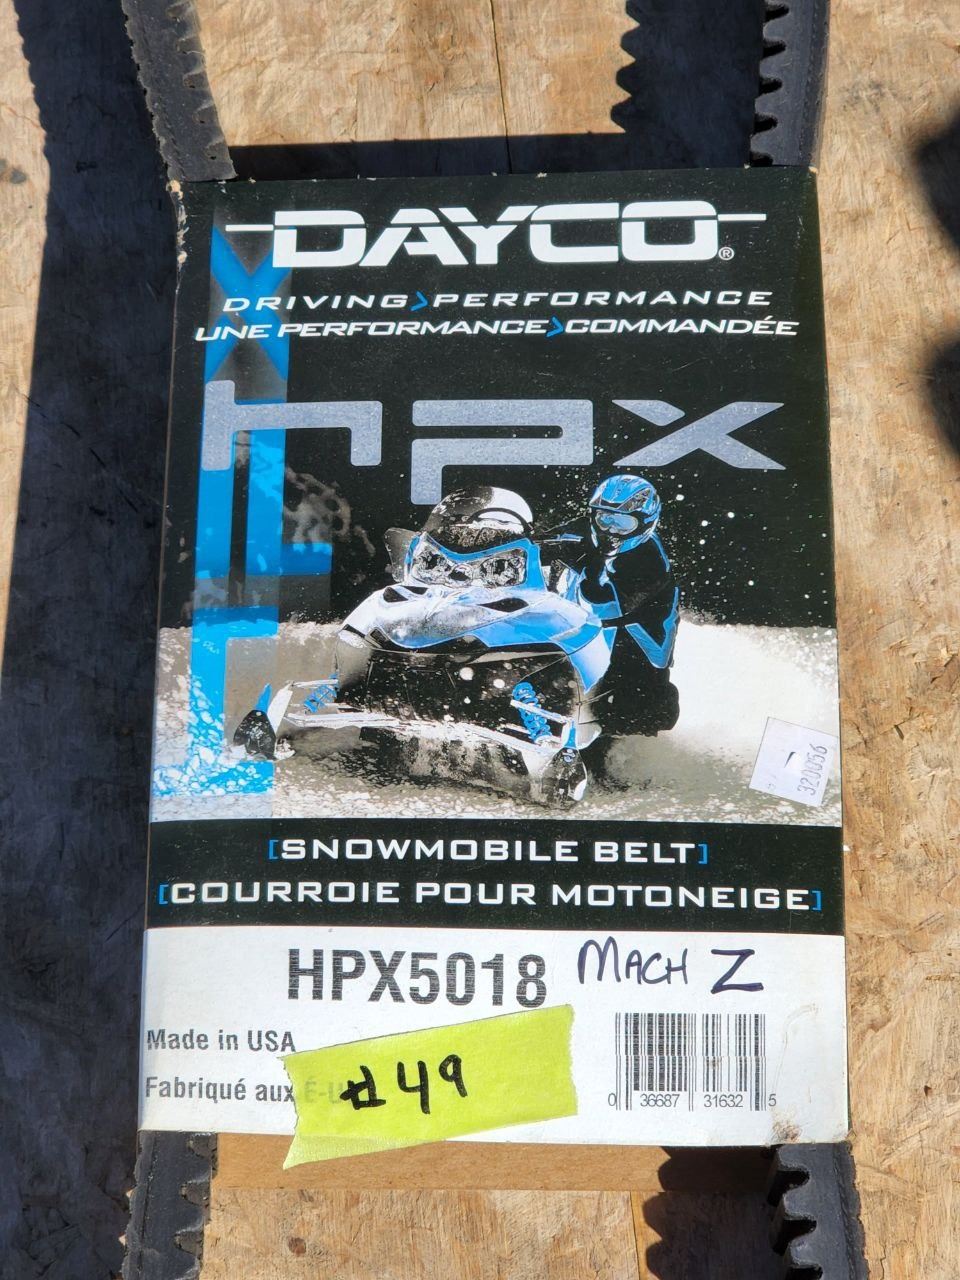 DAYCO®
DRIVING>PERFORMANCE
UNE PERFORMANCE>COMMANDÉE
hpx
320056
[SNOWMOBILE BELT]
[COURROIE POUR MOTONEIGE]
HPX5018 MACH Z
Made in USA
Fabriqué aux É-U
#49
0 36687 31632 5